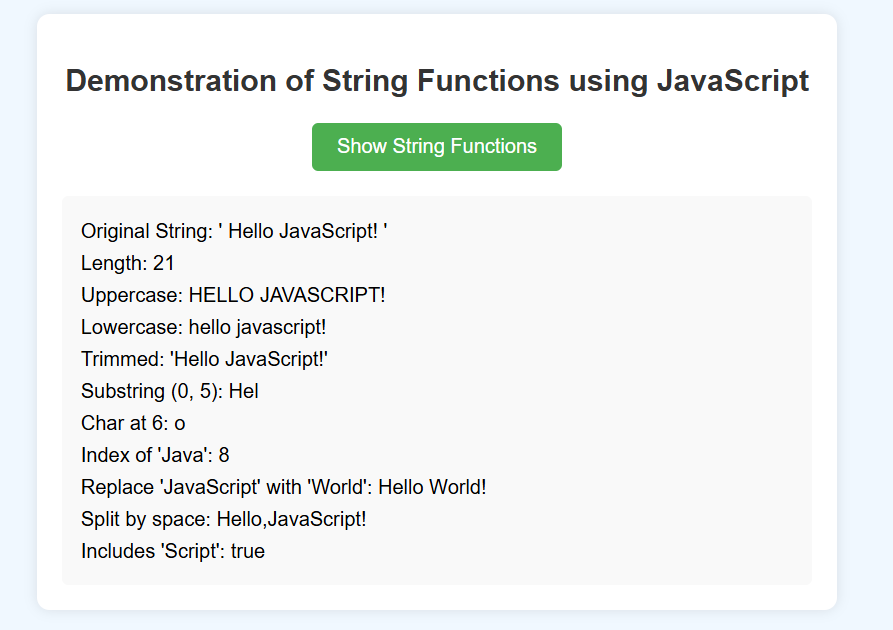 Demonstration of String Functions using JavaScript
Show String Functions
Original String: ' Hello JavaScript! '
Length: 21
Uppercase: HELLO JAVASCRIPT!
Lowercase: hello javascript!
Trimmed: 'Hello JavaScript!'
Substring (0, 5): Hel
Char at 6: o
Index of 'Java': 8
Replace 'JavaScript' with 'World': Hello World!
Split by space: Hello,JavaScript!
Includes 'Script': true